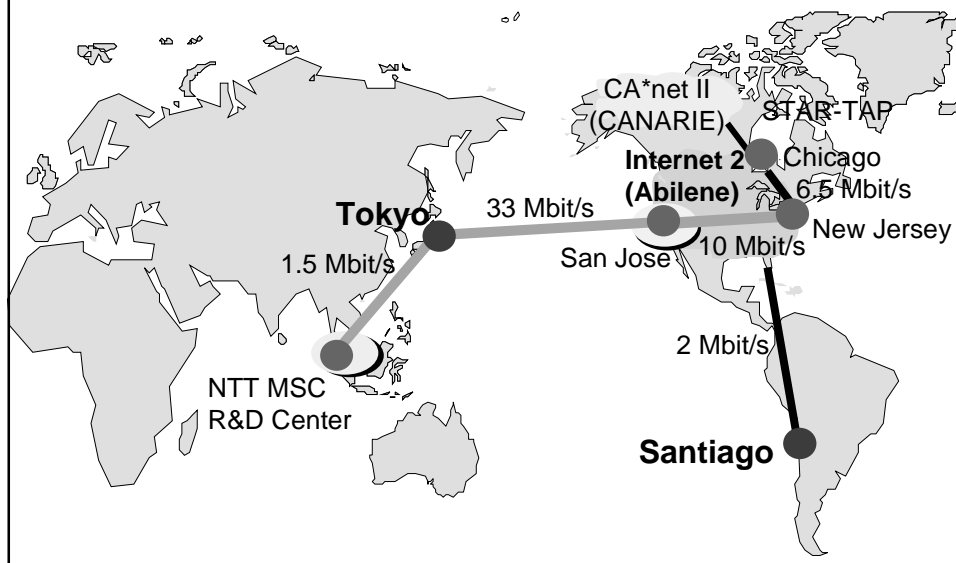 CA*net II
(CANARIE)
STAR-TAP
Internet 2
(Abilene)
Chicago
6.5 Mbit/s
Tokyo
33 Mbit/s
New Jersey
San Jose
10 Mbit/s
1.5 Mbit/s
2 Mbit/s
NTT MSC
R&D Center
Santiago